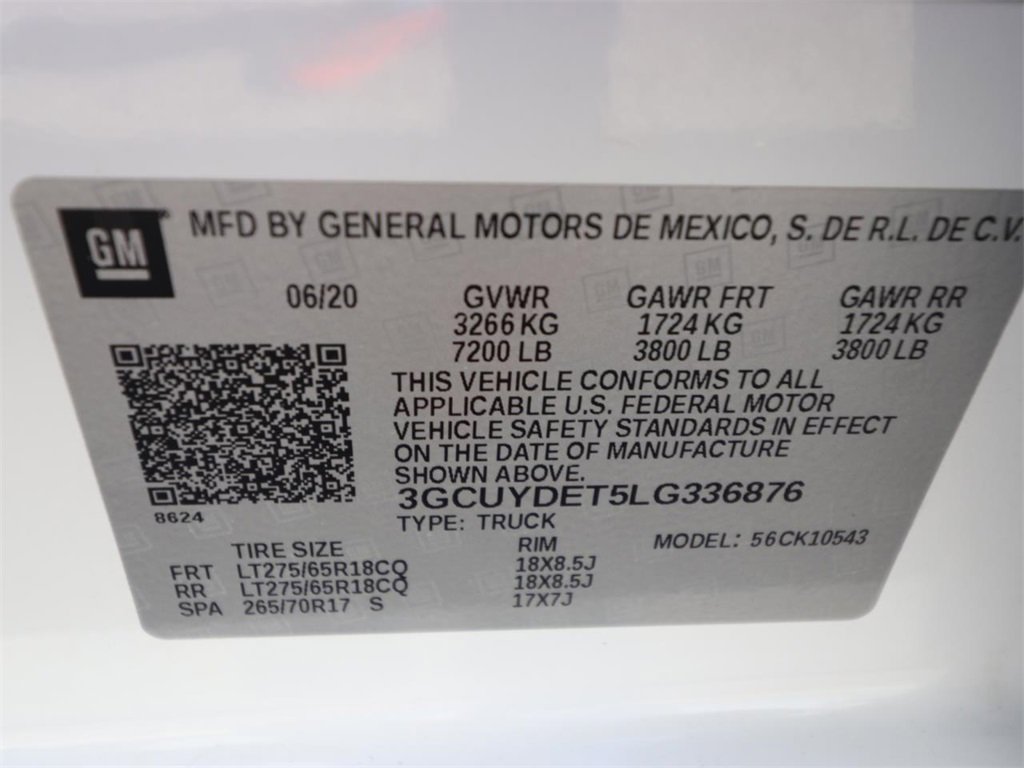 GM MFD BY GENERAL MOTORS DE MEXICO, S. DE R.L. DE C.V.
06/20 GVWR GAWR FRT GAWR RR
3266 KG 1724 KG 1724 KG
7200 LB 3800 LB 3800 LB
THIS VEHICLE CONFORMS TO ALL
APPLICABLE U.S. FEDERAL MOTOR
VEHICLE SAFETY STANDARDS IN EFFECT
ON THE DATE OF MANUFACTURE
SHOWN ABOVE.
3GCUYDET5LG336876
8624
TYPE: TRUCK
MODEL: 56CK10543
TIRE SIZE RIM
FRT LT275/65R18CQ 18X8.5J
RR LT275/65R18CQ 18X8.5J
SPA 265/70R17 S 17X7J